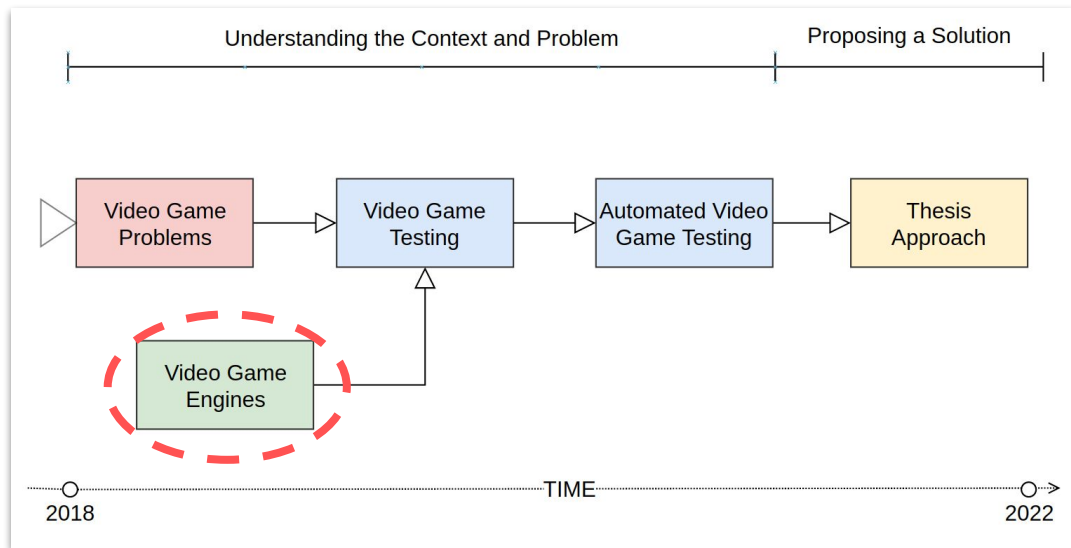 Understanding the Context and Problem
Proposing a Solution
Video Game
Problems
Video Game
Testing
Automated Video
Game Testing
Thesis
Approach
Video Game
Engines
TIME
2018
2022